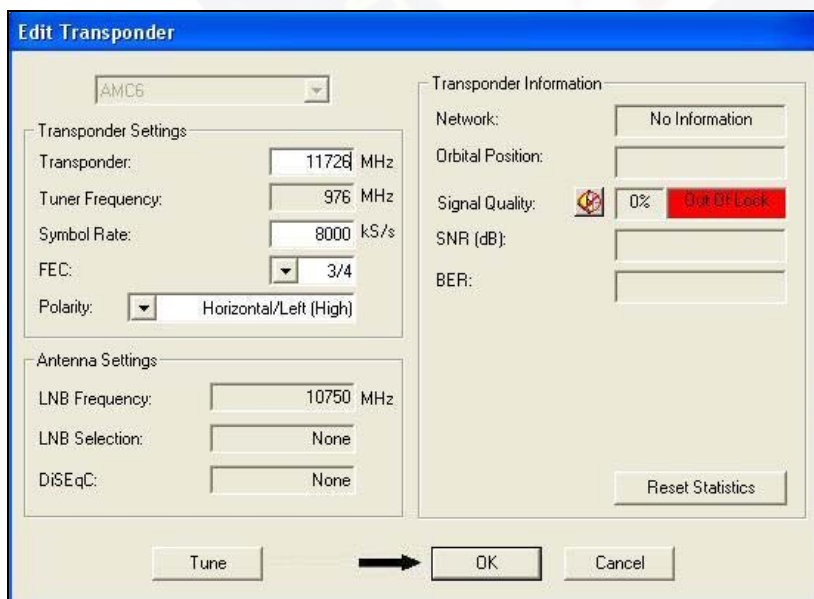 Edit Transponder
AMC6
Transponder Settings
Transponder: 11726 MHz
Tuner Frequency: 976 MHz
Symbol Rate: 8000 kS/s
FEC: 3/4
Polarity: Horizontal/Left (High)
Antenna Settings
LNB Frequency: 10750 MHz
LNB Selection: None
DiSEqC: None
Transponder Information
Network: No Information
Orbital Position:
Signal Quality: 0% Out Of Lock
SNR (dB):
BER:
Reset Statistics
Tune OK Cancel